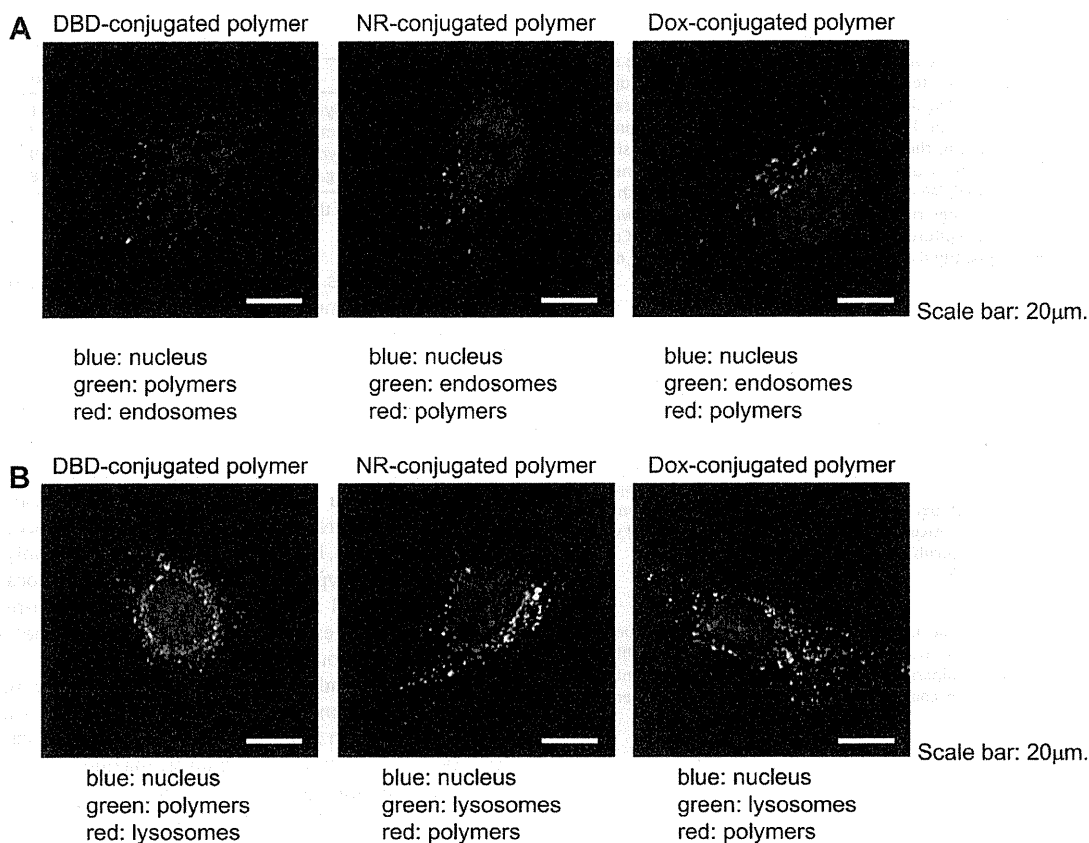 A
DBD-conjugated polymer
NR-conjugated polymer
Dox-conjugated polymer
Scale bar: 20μm.
blue: nucleus
green: polymers
red: endosomes
blue: nucleus
green: endosomes
red: polymers
blue: nucleus
green: endosomes
red: polymers
B
DBD-conjugated polymer
NR-conjugated polymer
Dox-conjugated polymer
Scale bar: 20μm.
blue: nucleus
green: polymers
red: lysosomes
blue: nucleus
green: lysosomes
red: polymers
blue: nucleus
green: lysosomes
red: polymers